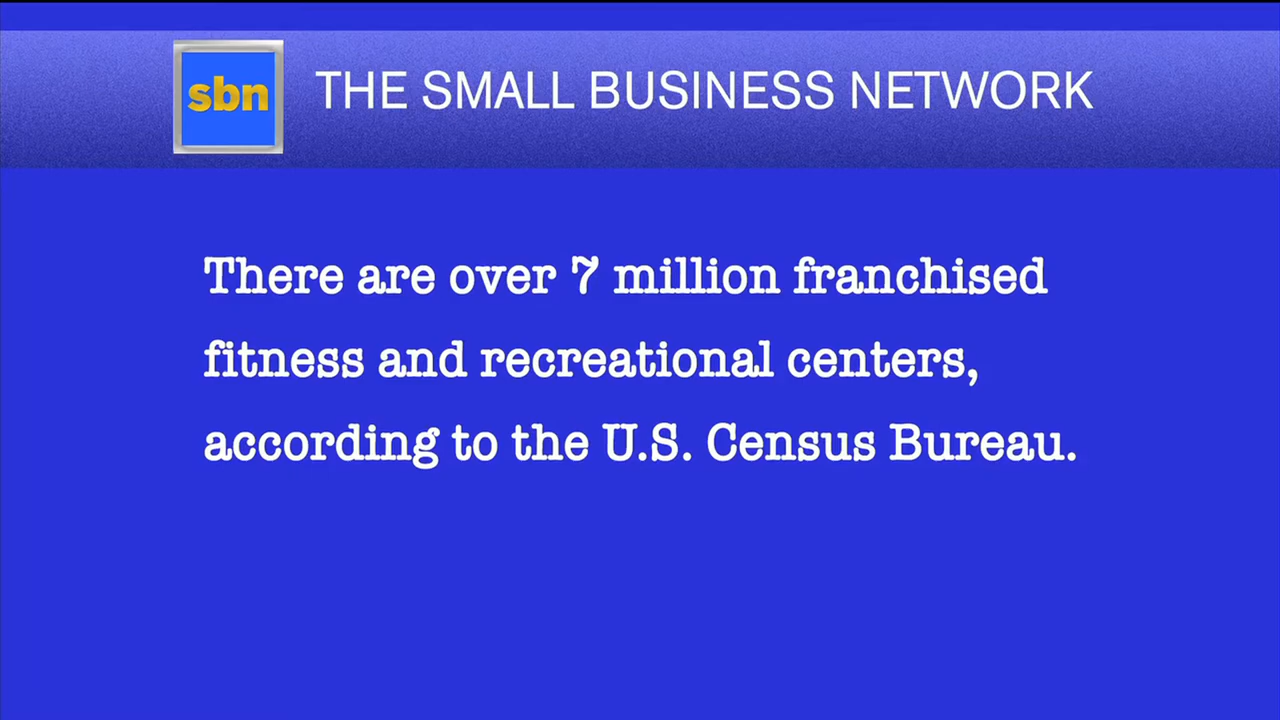 sbn
THE SMALL BUSINESS NETWORK
There are over 7 million franchised
fitness and recreational centers,
according to the U.S. Census Bureau.